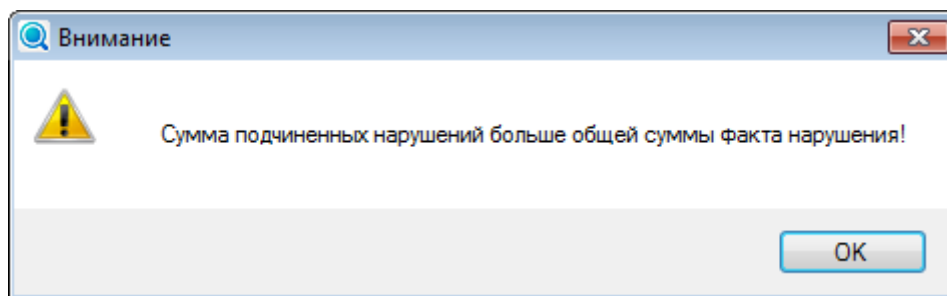 Внимание
Сумма подчиненных нарушений больше общей суммы факта нарушения!
OK